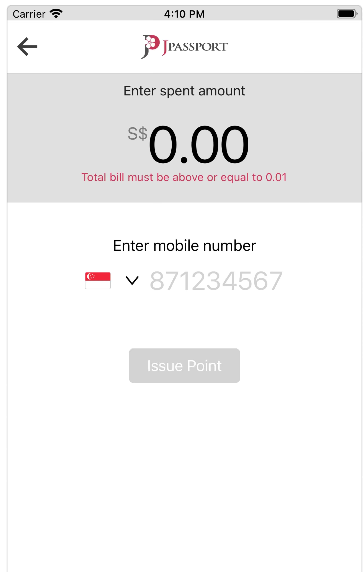 Carrier 4:10 PM
JPASSPORT
Enter spent amount
S$0.00
Total bill must be above or equal to 0.01
Enter mobile number
871234567
Issue Point